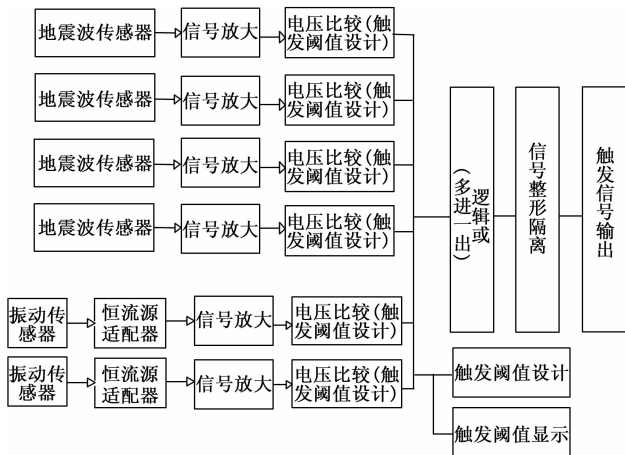 地震波传感器
信号放大
电压比较(触
发阈值设计)
地震波传感器
信号放大
电压比较(触
发阈值设计)
地震波传感器
信号放大
电压比较(触
发阈值设计)
地震波传感器
信号放大
电压比较(触
发阈值设计)
振动传
感器
恒流源
适配器
信号放大
电压比较(触
发阈值设计)
振动传
感器
恒流源
适配器
信号放大
电压比较(触
发阈值设计)
逻辑或
(多进一出)
信号整形隔离
触发信号输出
触发阈值设计
触发阈值显示